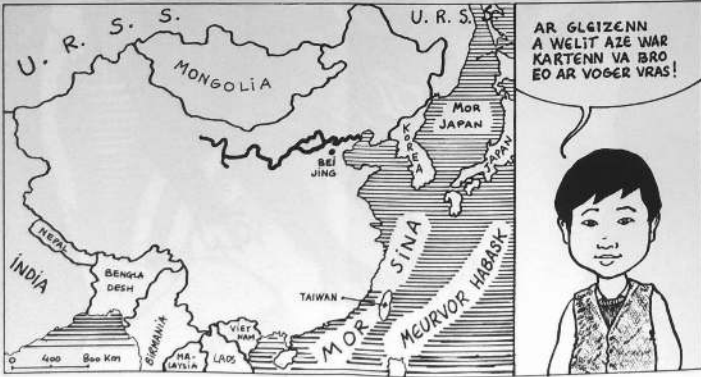 U. R. S. S.
U. R. S. S.
MONGOLIA
MOR
JAPAN
KOREA
JAPAN
BEI
JING
NEPAL
INDIA
BENGLA
DESH
BIRMANIA
VIET
NAM
MA-
LAYSIA
LAOS
TAIWAN
MOR SINA
MEURVOR HABASK
0 400 800 Km
AR GLEIZENN
A WELIT AZE WAR
KARTENN VA BRO
EO AR VOGER VRAS!